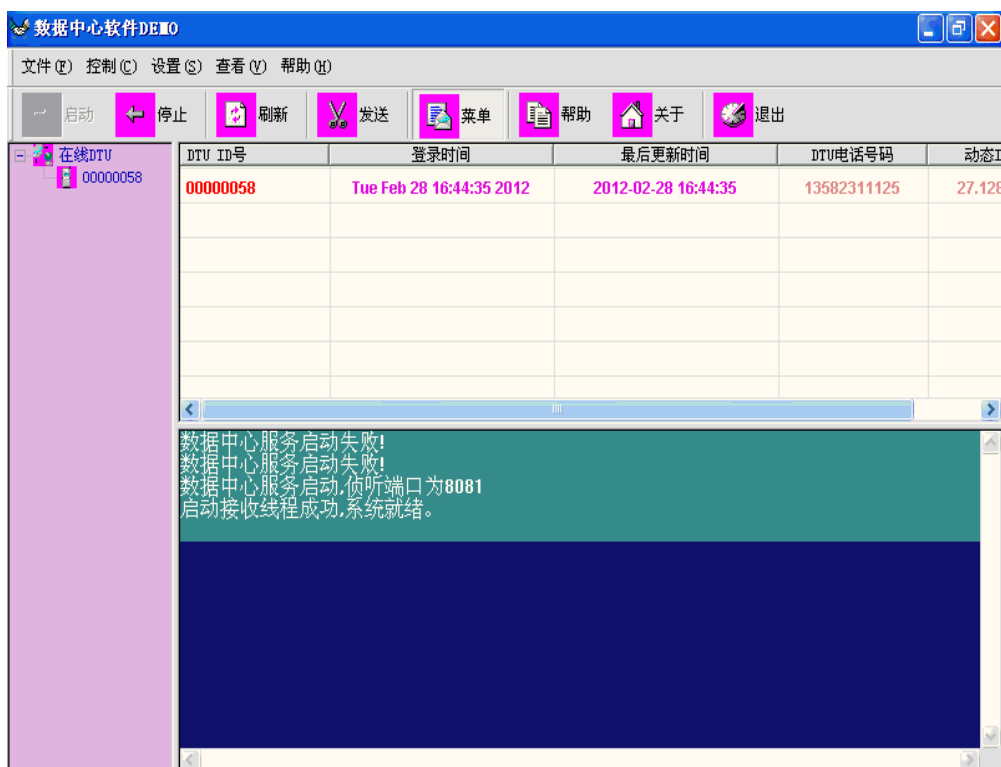 数据中心软件DEMO
文件(F) 控制(C) 设置(S) 查看(V) 帮助(H)
启动 停止 刷新 发送 菜单 帮助 关于 退出
在线DTU
00000058
DTU ID号 登录时间 最后更新时间 DTU电话号码 动态I
00000058 Tue Feb 28 16:44:35 2012 2012-02-28 16:44:35 13582311125 27.128
数据中心服务启动失败!
数据中心服务启动失败!
数据中心服务启动,侦听端口为8081
启动接收线程成功,系统就绪。